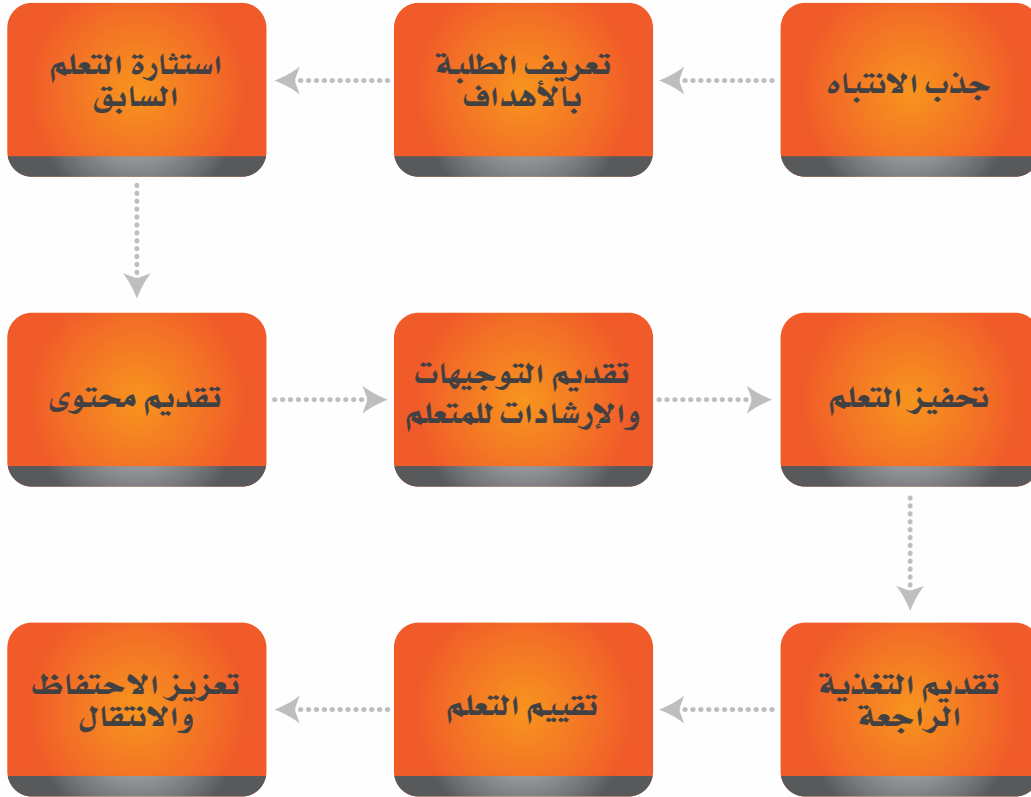 جذب الانتباه
تعريف الطلبة
بالأهداف
استثارة التعلم
السابق
تقديم محتوى
تقديم التوجيهات
والإرشادات للمتعلم
تحفيز التعلم
تقديم التغذية
الراجعة
تقييم التعلم
تعزيز الاحتفاظ
والانتقال